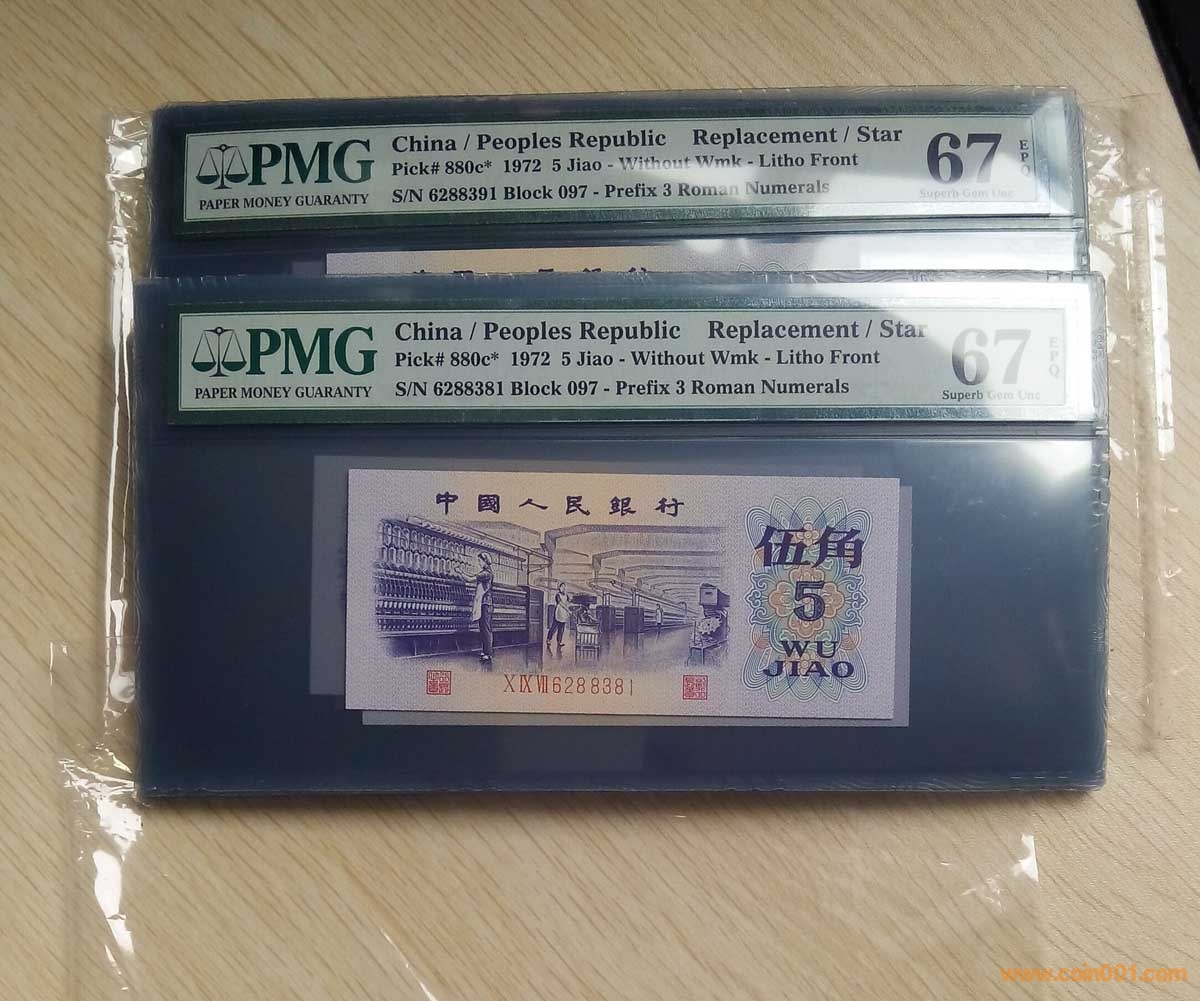 PMG
PAPER MONEY GUARANTY
China / Peoples Republic Replacement / Star
Pick# 880c* 1972 5 Jiao - Without Wmk - Litho Front
S/N 6288391 Block 097 - Prefix 3 Roman Numerals
67
EPQ
Superb Gem Unc
PMG
PAPER MONEY GUARANTY
China / Peoples Republic Replacement / Star
Pick# 880c* 1972 5 Jiao - Without Wmk - Litho Front
S/N 6288381 Block 097 - Prefix 3 Roman Numerals
67
EPQ
Superb Gem Unc
中國人民銀行
伍角
5
WU
JIAO
ⅩⅨⅦ6288381
www.coin001.com